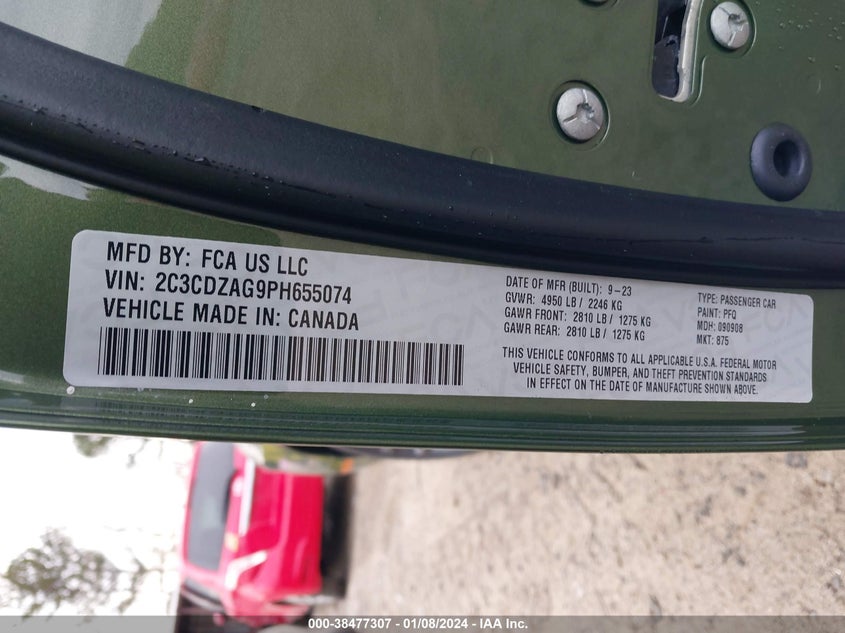 MFD BY: FCA US LLC
VIN: 2C3CDZAG9PH655074
VEHICLE MADE IN: CANADA
DATE OF MFR (BUILT): 9-23
GVWR: 4950 LB / 2246 KG
GAWR FRONT: 2810 LB / 1275 KG
GAWR REAR: 2810 LB / 1275 KG
TYPE: PASSENGER CAR
PAINT: PFQ
MDH: 090908
MKT: 875
THIS VEHICLE CONFORMS TO ALL APPLICABLE U.S.A. FEDERAL MOTOR
VEHICLE SAFETY, BUMPER, AND THEFT PREVENTION STANDARDS
IN EFFECT ON THE DATE OF MANUFACTURE SHOWN ABOVE.
000-38477307 - 01/08/2024 - IAA Inc.